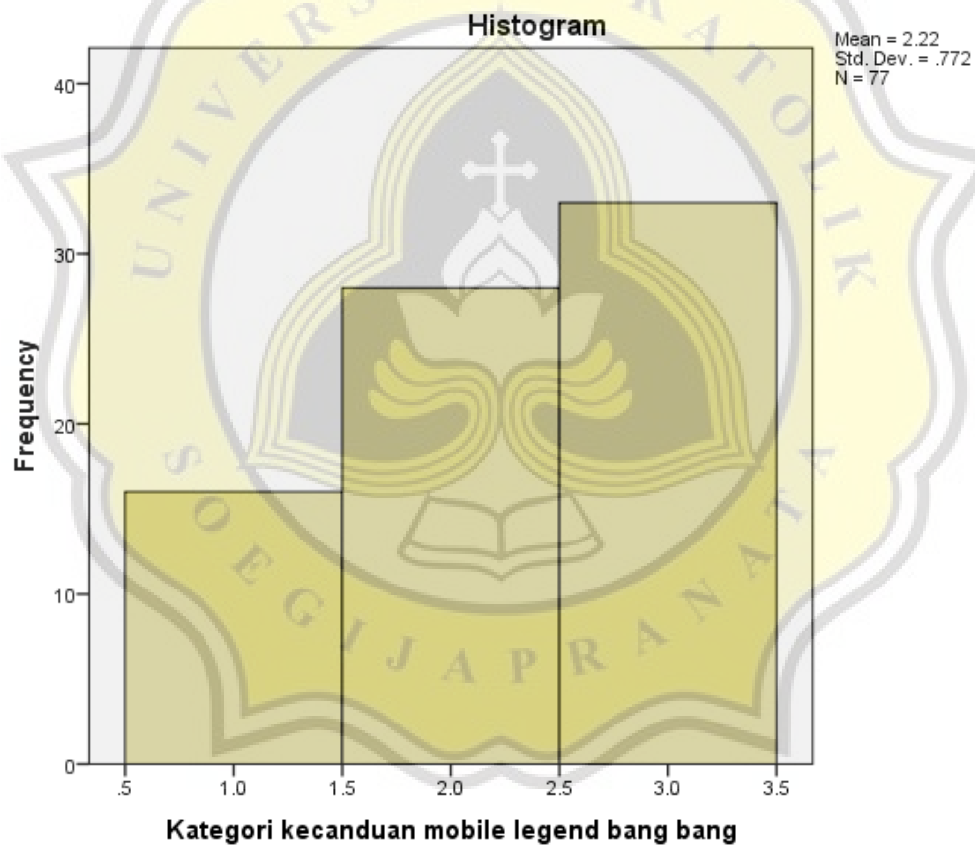 Histogram
Mean = 2.22
Std. Dev. = .772
N = 77
UNIVERS KATOLIK
SOEGIJAPRANATA
Frequency
40
30
20
10
0
.5
1.0
1.5
2.0
2.5
3.0
3.5
Kategori kecanduan mobile legend bang bang